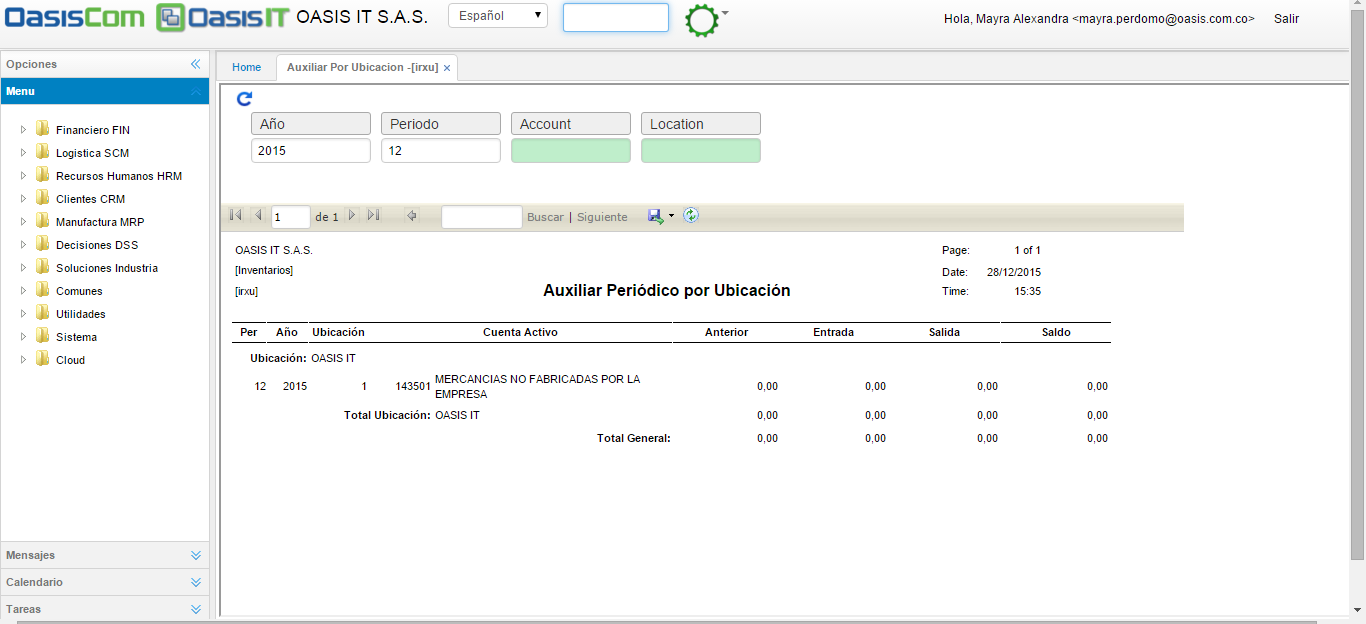 OasisCom OasisIT OASIS IT S.A.S. Español Hola, Mayra Alexandra <mayra.perdomo@oasis.com.co> Salir
Opciones
Menu
Financiero FIN
Logistica SCM
Recursos Humanos HRM
Clientes CRM
Manufactura MRP
Decisiones DSS
Soluciones Industria
Comunes
Utilidades
Sistema
Cloud
Mensajes
Calendario
Tareas
Home Auxiliar Por Ubicacion -[irxu] ×
Año Periodo Account Location
2015 12
1 de 1 Buscar | Siguiente
OASIS IT S.A.S. Page: 1 of 1
[Inventarios] Date: 28/12/2015
[irxu] Auxiliar Periódico por Ubicación Time: 15:35
Per Año Ubicación Cuenta Activo Anterior Entrada Salida Saldo
Ubicación: OASIS IT
12 2015 1 143501 MERCANCIAS NO FABRICADAS POR LA 0,00 0,00 0,00 0,00
EMPRESA
Total Ubicación: OASIS IT 0,00 0,00 0,00 0,00
Total General: 0,00 0,00 0,00 0,00